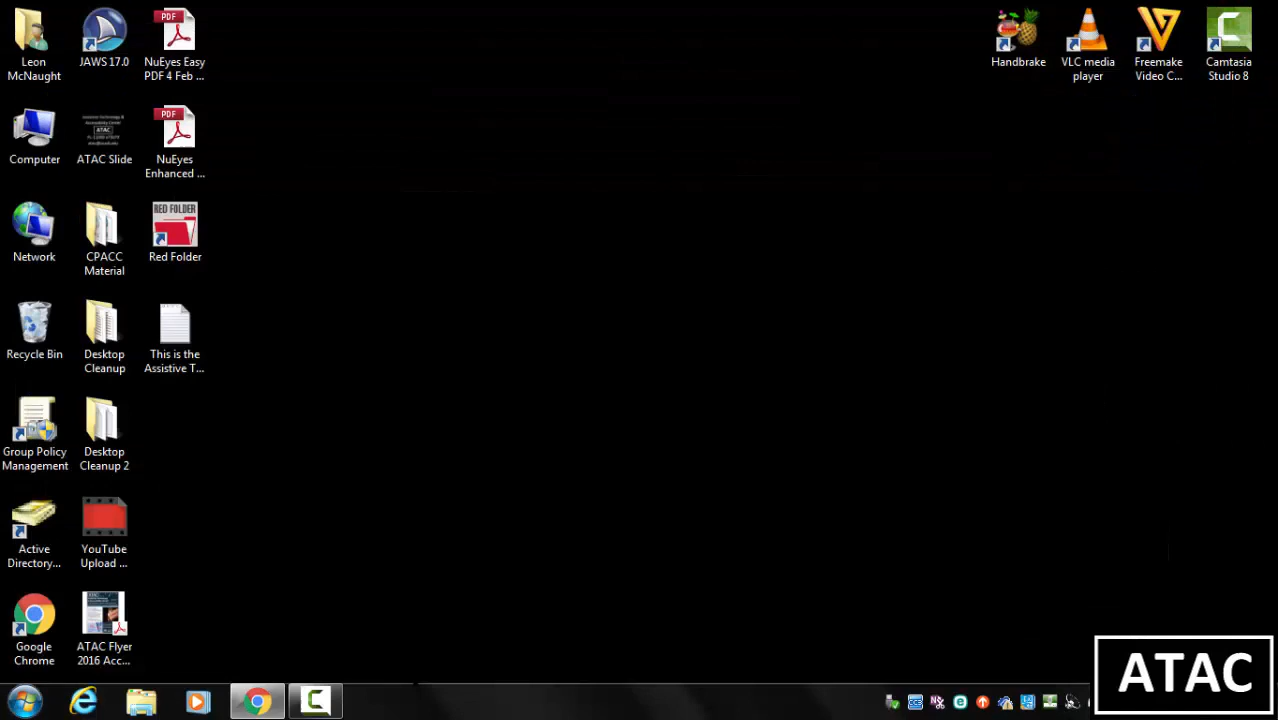 Leon
McNaught
JAWS 17.0
PDF
NuEyes Easy
PDF 4 Feb ...
Handbrake
VLC media
player
Freemake
Video C...
Camtasia
Studio 8
Computer
ATAC
ATAC Slide
PDF
NuEyes
Enhanced ...
Network
CPACC
Material
RED FOLDER
Red Folder
Recycle Bin
Desktop
Cleanup
This is the
Assistive T...
Group Policy
Management
Desktop
Cleanup 2
Active
Directory...
YouTube
Upload ...
Google
Chrome
ATAC Flyer
2016 Acc...
ATAC